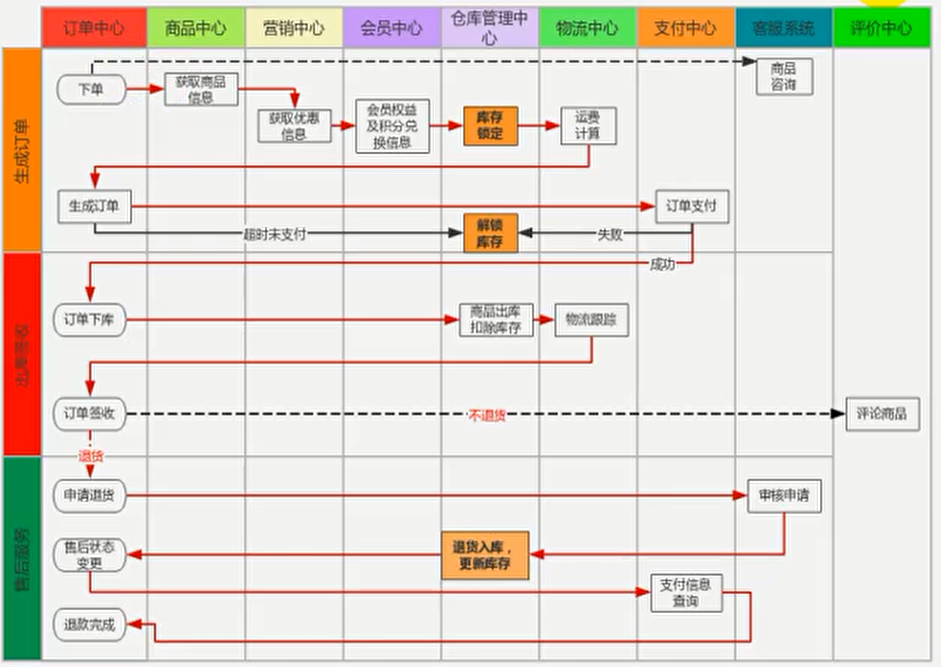 订单中心
商品中心
营销中心
会员中心
仓库管理中
心
物流中心
支付中心
客服系统
评价中心
生成订单
下单
获取商品
信息
商品
咨询
获取优惠
信息
会员权益
及积分兑
换信息
库存
锁定
运费
计算
生成订单
订单支付
超时未支付
解锁
库存
失败
成功
出库签收
订单下库
商品出库
扣除库存
物流跟踪
订单签收
不退货
评论商品
退货
售后服务
申请退货
审核申请
售后状态
变更
退货入库，
更新库存
支付信息
查询
退款完成